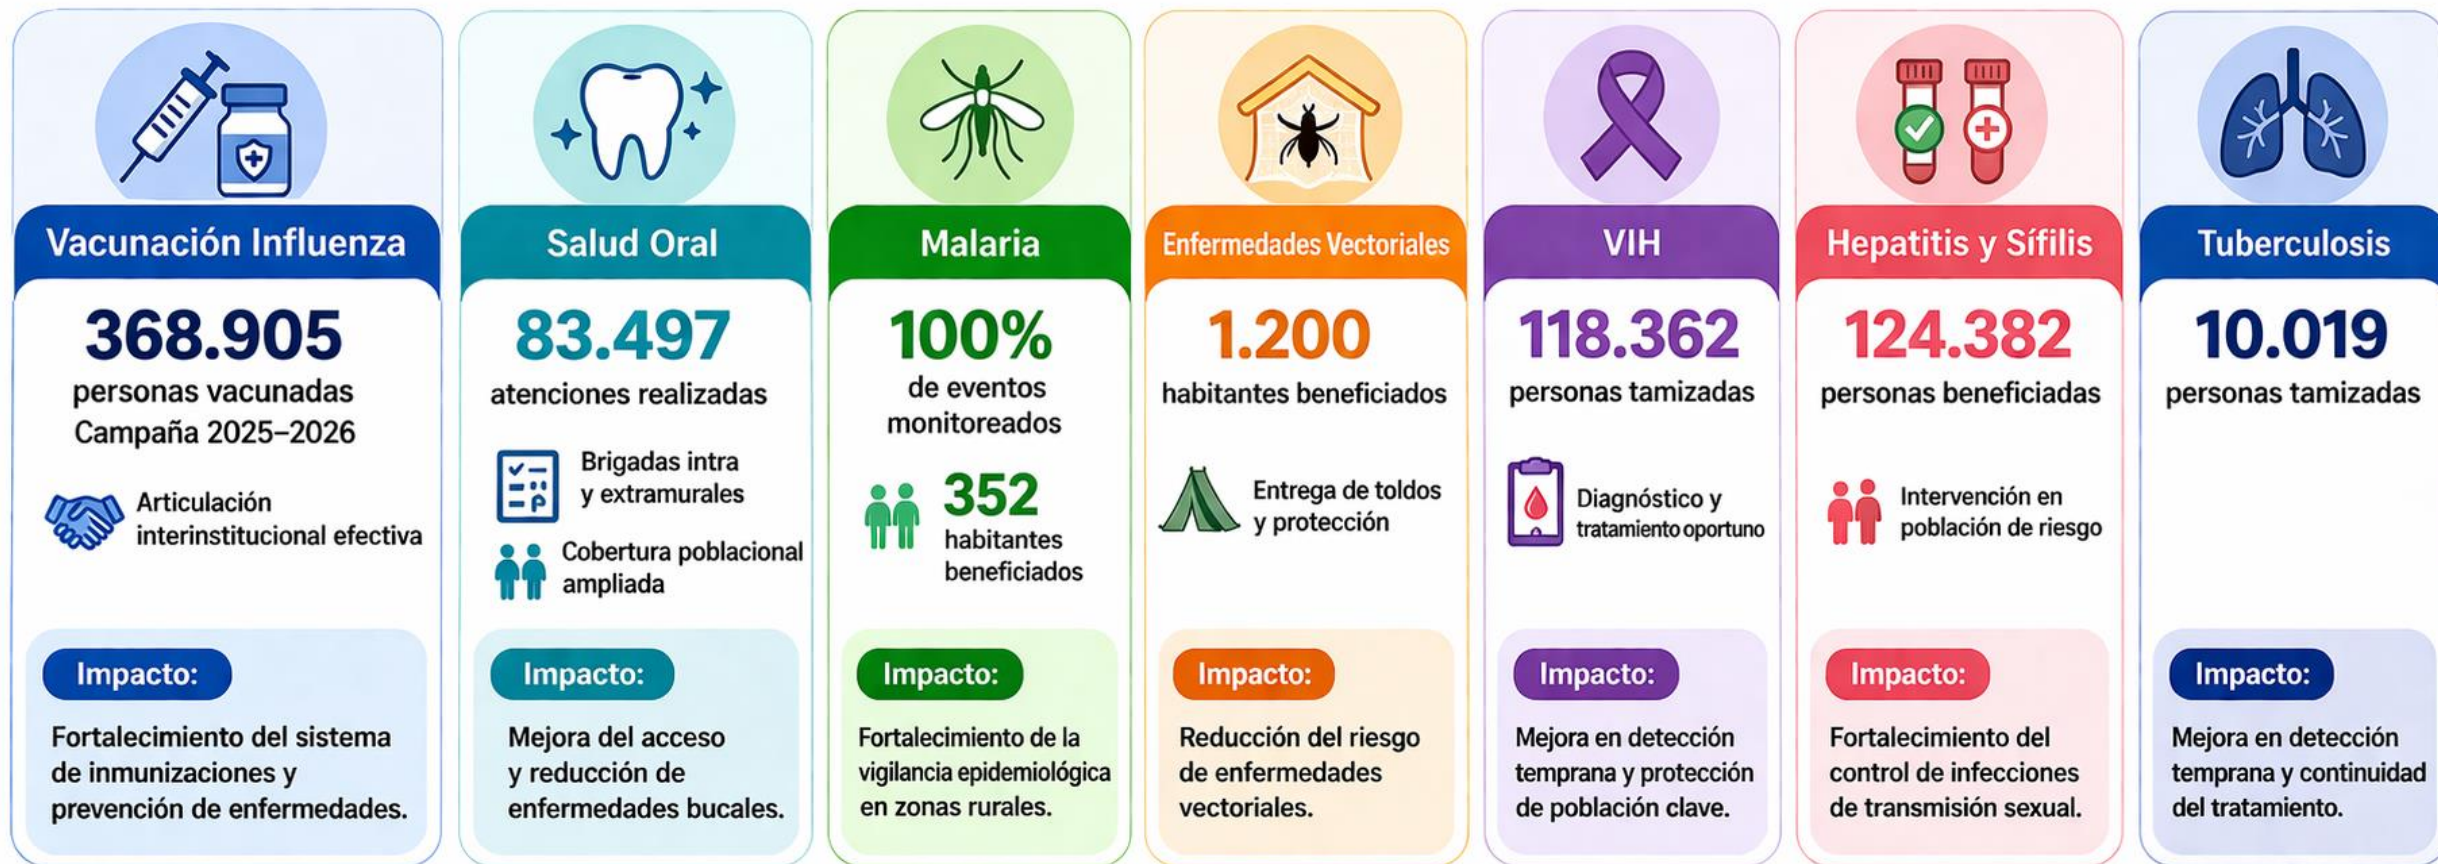 Vacunación Influenza
368.905
personas vacunadas
Campaña 2025–2026
Articulación
interinstitucional efectiva
Impacto:
Fortalecimiento del sistema
de inmunizaciones y
prevención de enfermedades.
Salud Oral
83.497
atenciones realizadas
Brigadas intra
y extramurales
Cobertura poblacional
ampliada
Impacto:
Mejora del acceso
y reducción de
enfermedades bucales.
Malaria
100%
de eventos
monitoreados
352
habitantes
beneficiados
Impacto:
Fortalecimiento de la
vigilancia epidemiológica
en zonas rurales.
Enfermedades Vectoriales
1.200
habitantes beneficiados
Entrega de toldos
y protección
Impacto:
Reducción del riesgo
de enfermedades
vectoriales.
VIH
118.362
personas tamizadas
Diagnóstico y
tratamiento oportuno
Impacto:
Mejora en detección
temprana y protección
de población clave.
Hepatitis y Sífilis
124.382
personas beneficiadas
Intervención en
población de riesgo
Impacto:
Fortalecimiento del
control de infecciones
de transmisión sexual.
Tuberculosis
10.019
personas tamizadas
Impacto:
Mejora en detección
temprana y continuidad
del tratamiento.